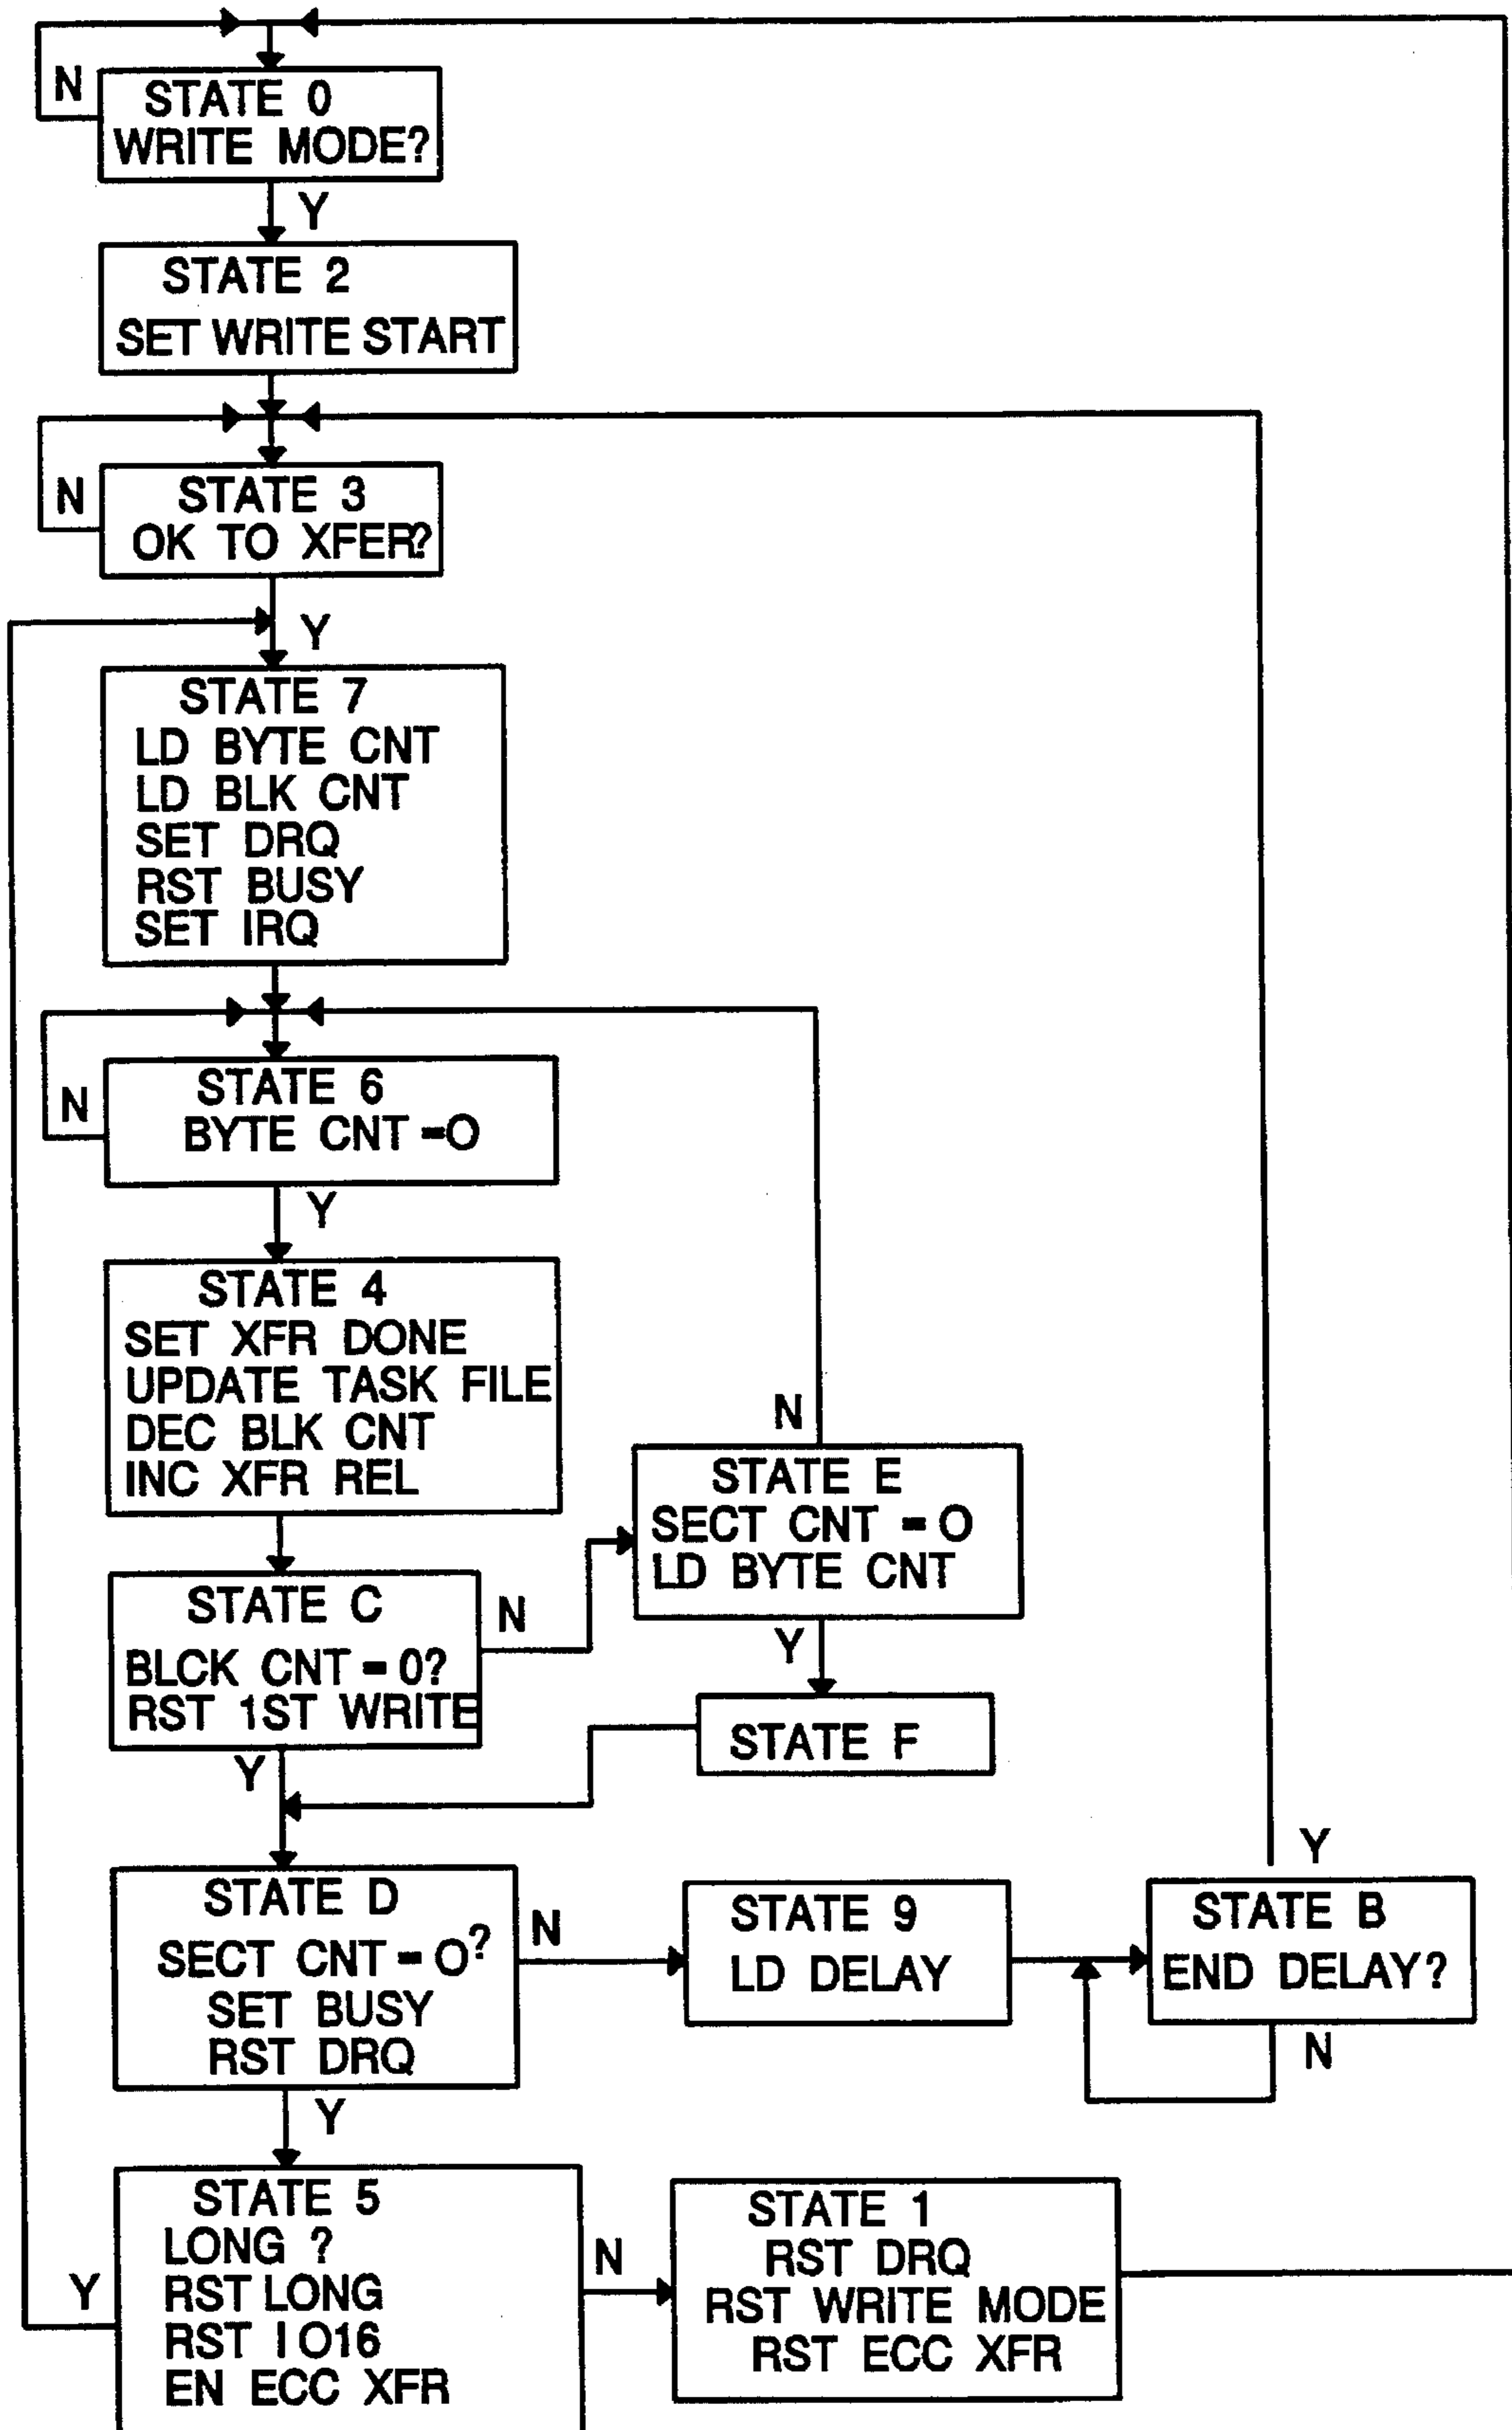 N
STATE 0
WRITE MODE?
Y
STATE 2
SET WRITE START
N
STATE 3
OK TO XFER?
Y
STATE 7
LD BYTE CNT
LD BLK CNT
SET DRQ
RST BUSY
SET IRQ
N
STATE 6
BYTE CNT =O
Y
STATE 4
SET XFR DONE
UPDATE TASK FILE
DEC BLK CNT
INC XFR REL
N
STATE E
SECT CNT = O
LD BYTE CNT
STATE C
BLCK CNT = 0?
RST 1ST WRITE
N
Y
STATE F
Y
STATE D
SECT CNT = O?
SET BUSY
RST DRQ
N
STATE 9
LD DELAY
Y
STATE B
END DELAY?
N
Y
STATE 5
LONG ?
RST LONG
RST I O16
EN ECC XFR
Y
N
STATE 1
RST DRQ
RST WRITE MODE
RST ECC XFR